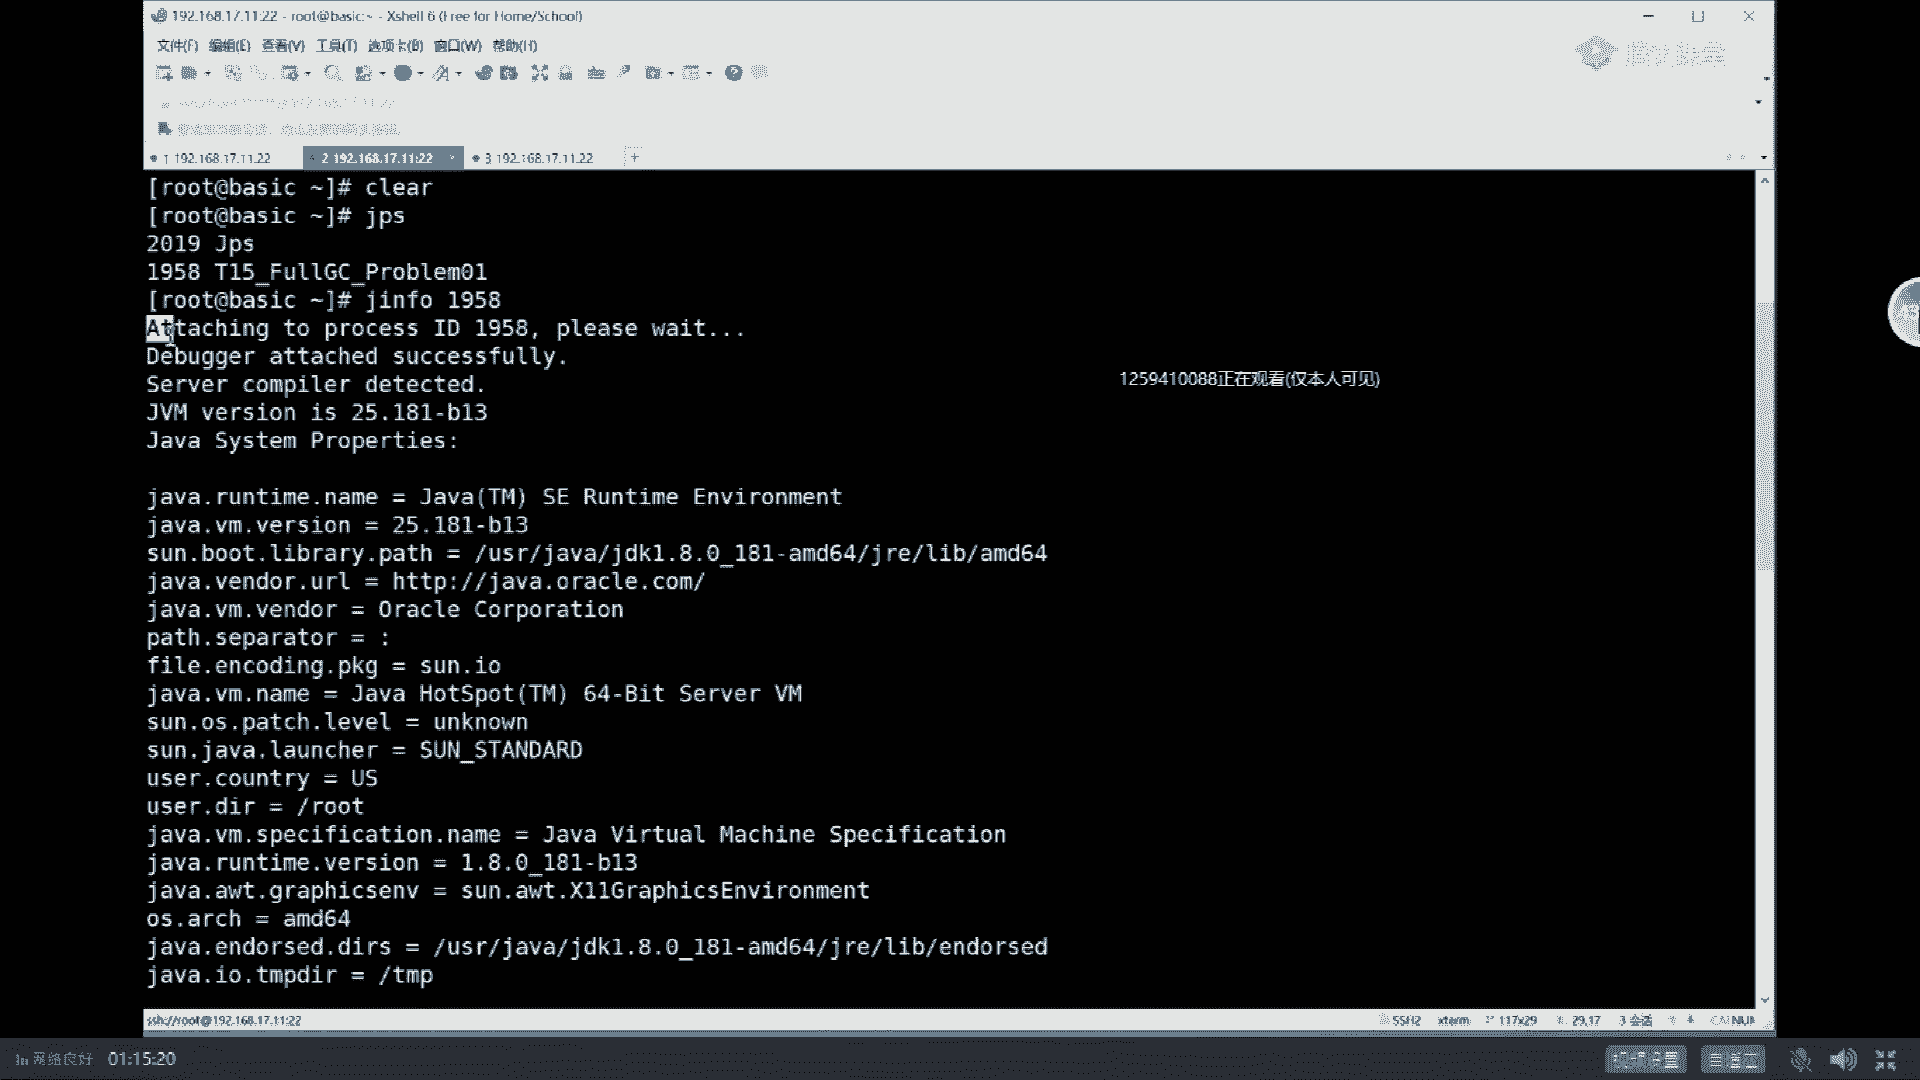 192.168.17.11:22 - root@basic:~ - Xshell 6 (Free for Home/School)
文件(F) 编辑(E) 查看(V) 工具(T) 选项卡(B) 窗口(W) 帮助(H)
1 192.168.17.11:22
2 192.168.17.11:22
3 192.168.17.11:22
[root@basic ~]# clear
[root@basic ~]# jps
2019 Jps
1958 T15_FullGC_Problem01
[root@basic ~]# jinfo 1958
Attaching to process ID 1958, please wait...
Debugger attached successfully.
Server compiler detected.
JVM version is 25.181-b13
Java System Properties:
java.runtime.name = Java(TM) SE Runtime Environment
java.vm.version = 25.181-b13
sun.boot.library.path = /usr/java/jdk1.8.0_181-amd64/jre/lib/amd64
java.vendor.url = http://java.oracle.com/
java.vm.vendor = Oracle Corporation
path.separator = :
file.encoding.pkg = sun.io
java.vm.name = Java HotSpot(TM) 64-Bit Server VM
sun.os.patch.level = unknown
sun.java.launcher = SUN_STANDARD
user.country = US
user.dir = /root
java.vm.specification.name = Java Virtual Machine Specification
java.runtime.version = 1.8.0_181-b13
java.awt.graphicsenv = sun.awt.X11GraphicsEnvironment
os.arch = amd64
java.endorsed.dirs = /usr/java/jdk1.8.0_181-amd64/jre/lib/endorsed
java.io.tmpdir = /tmp
1259410088正在观看(仅本人可见)
ssh://root@192.168.17.11:22
SSH2 xterm 117x29 29,17 3 会话 CAP NUM
网络良好 01:15:20